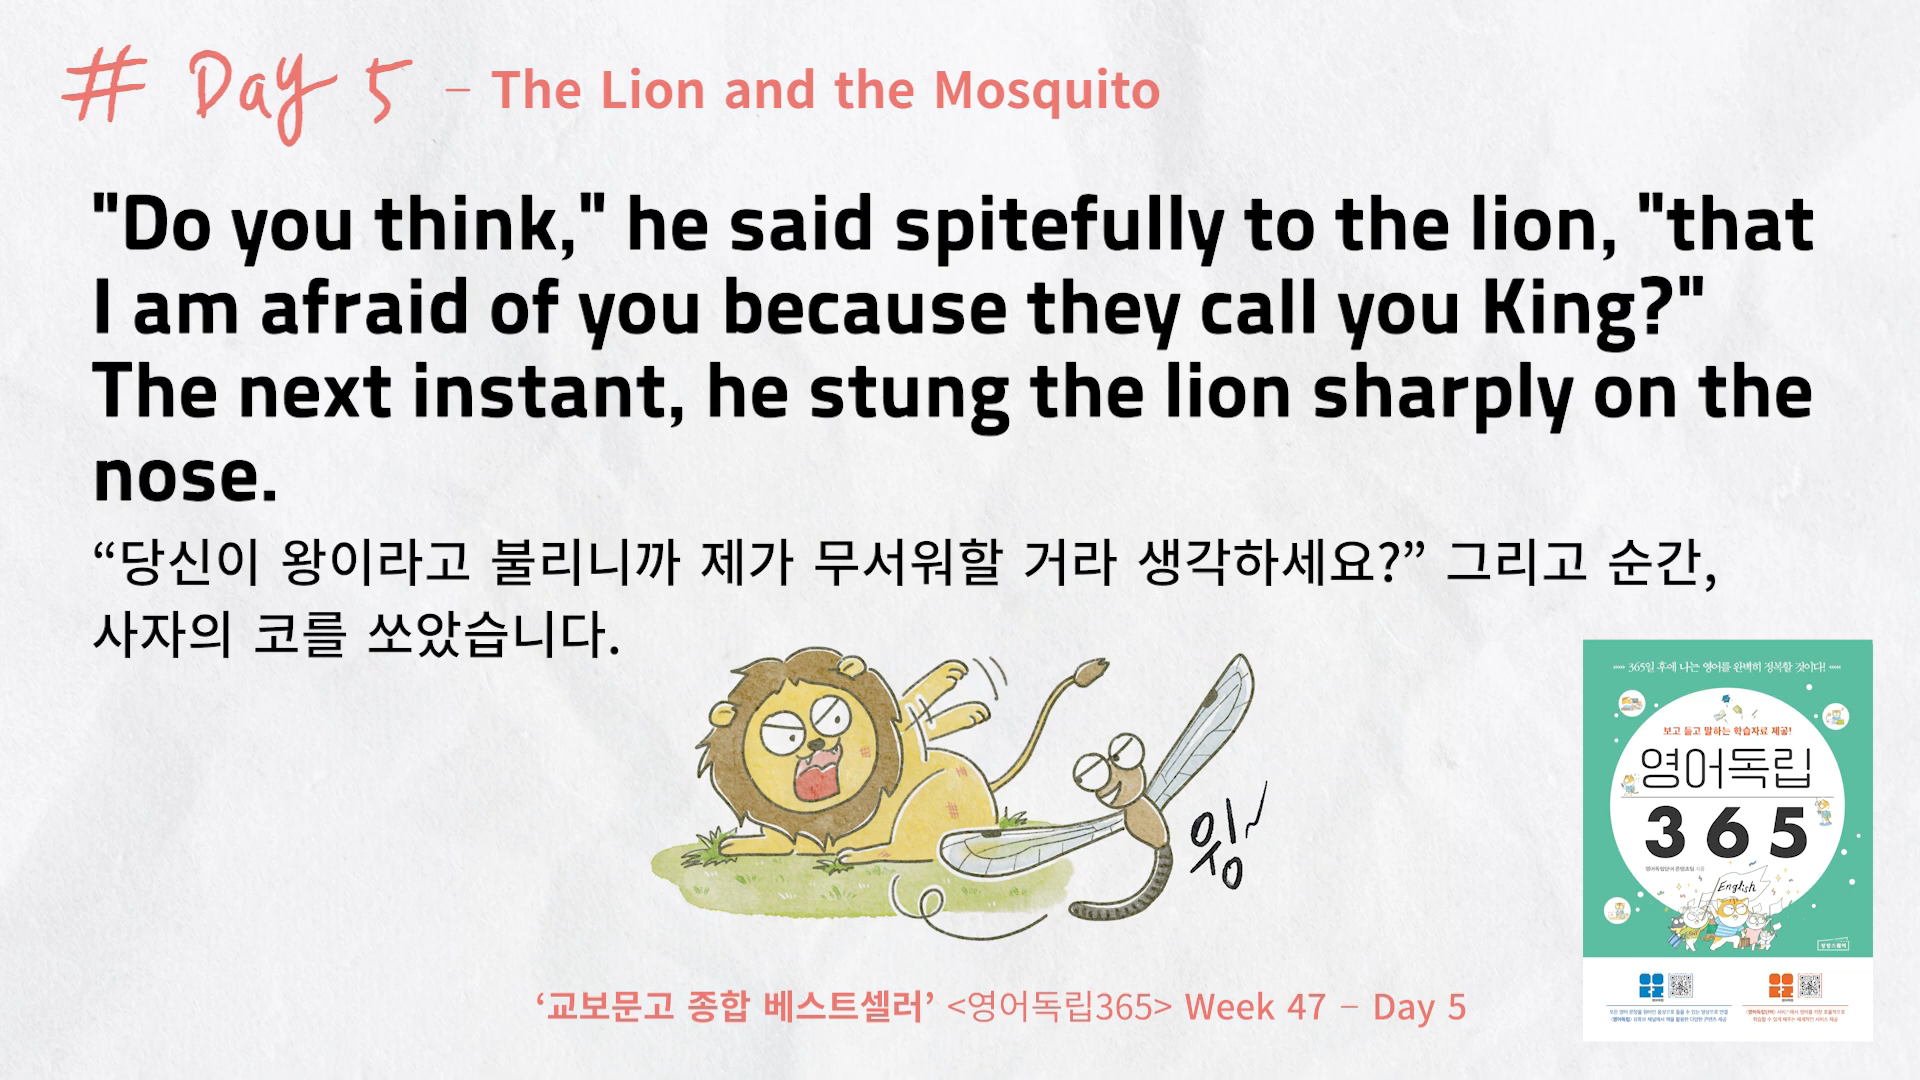 # Day 5 – The Lion and the Mosquito
"Do you think," he said spitefully to the lion, "that
I am afraid of you because they call you King?"
The next instant, he stung the lion sharply on the
nose.
“당신이 왕이라고 불리니까 제가 무서워할 거라 생각하세요?” 그리고 순간,
사자의 코를 쏘았습니다.
윙~
365일 후에 나는 영어를 완벽히 정복할 것이다!
보고 듣고 말하는 학습자료 제공!
영어독립
365
English
‘교보문고 종합 베스트셀러’ <영어독립365> Week 47 – Day 5